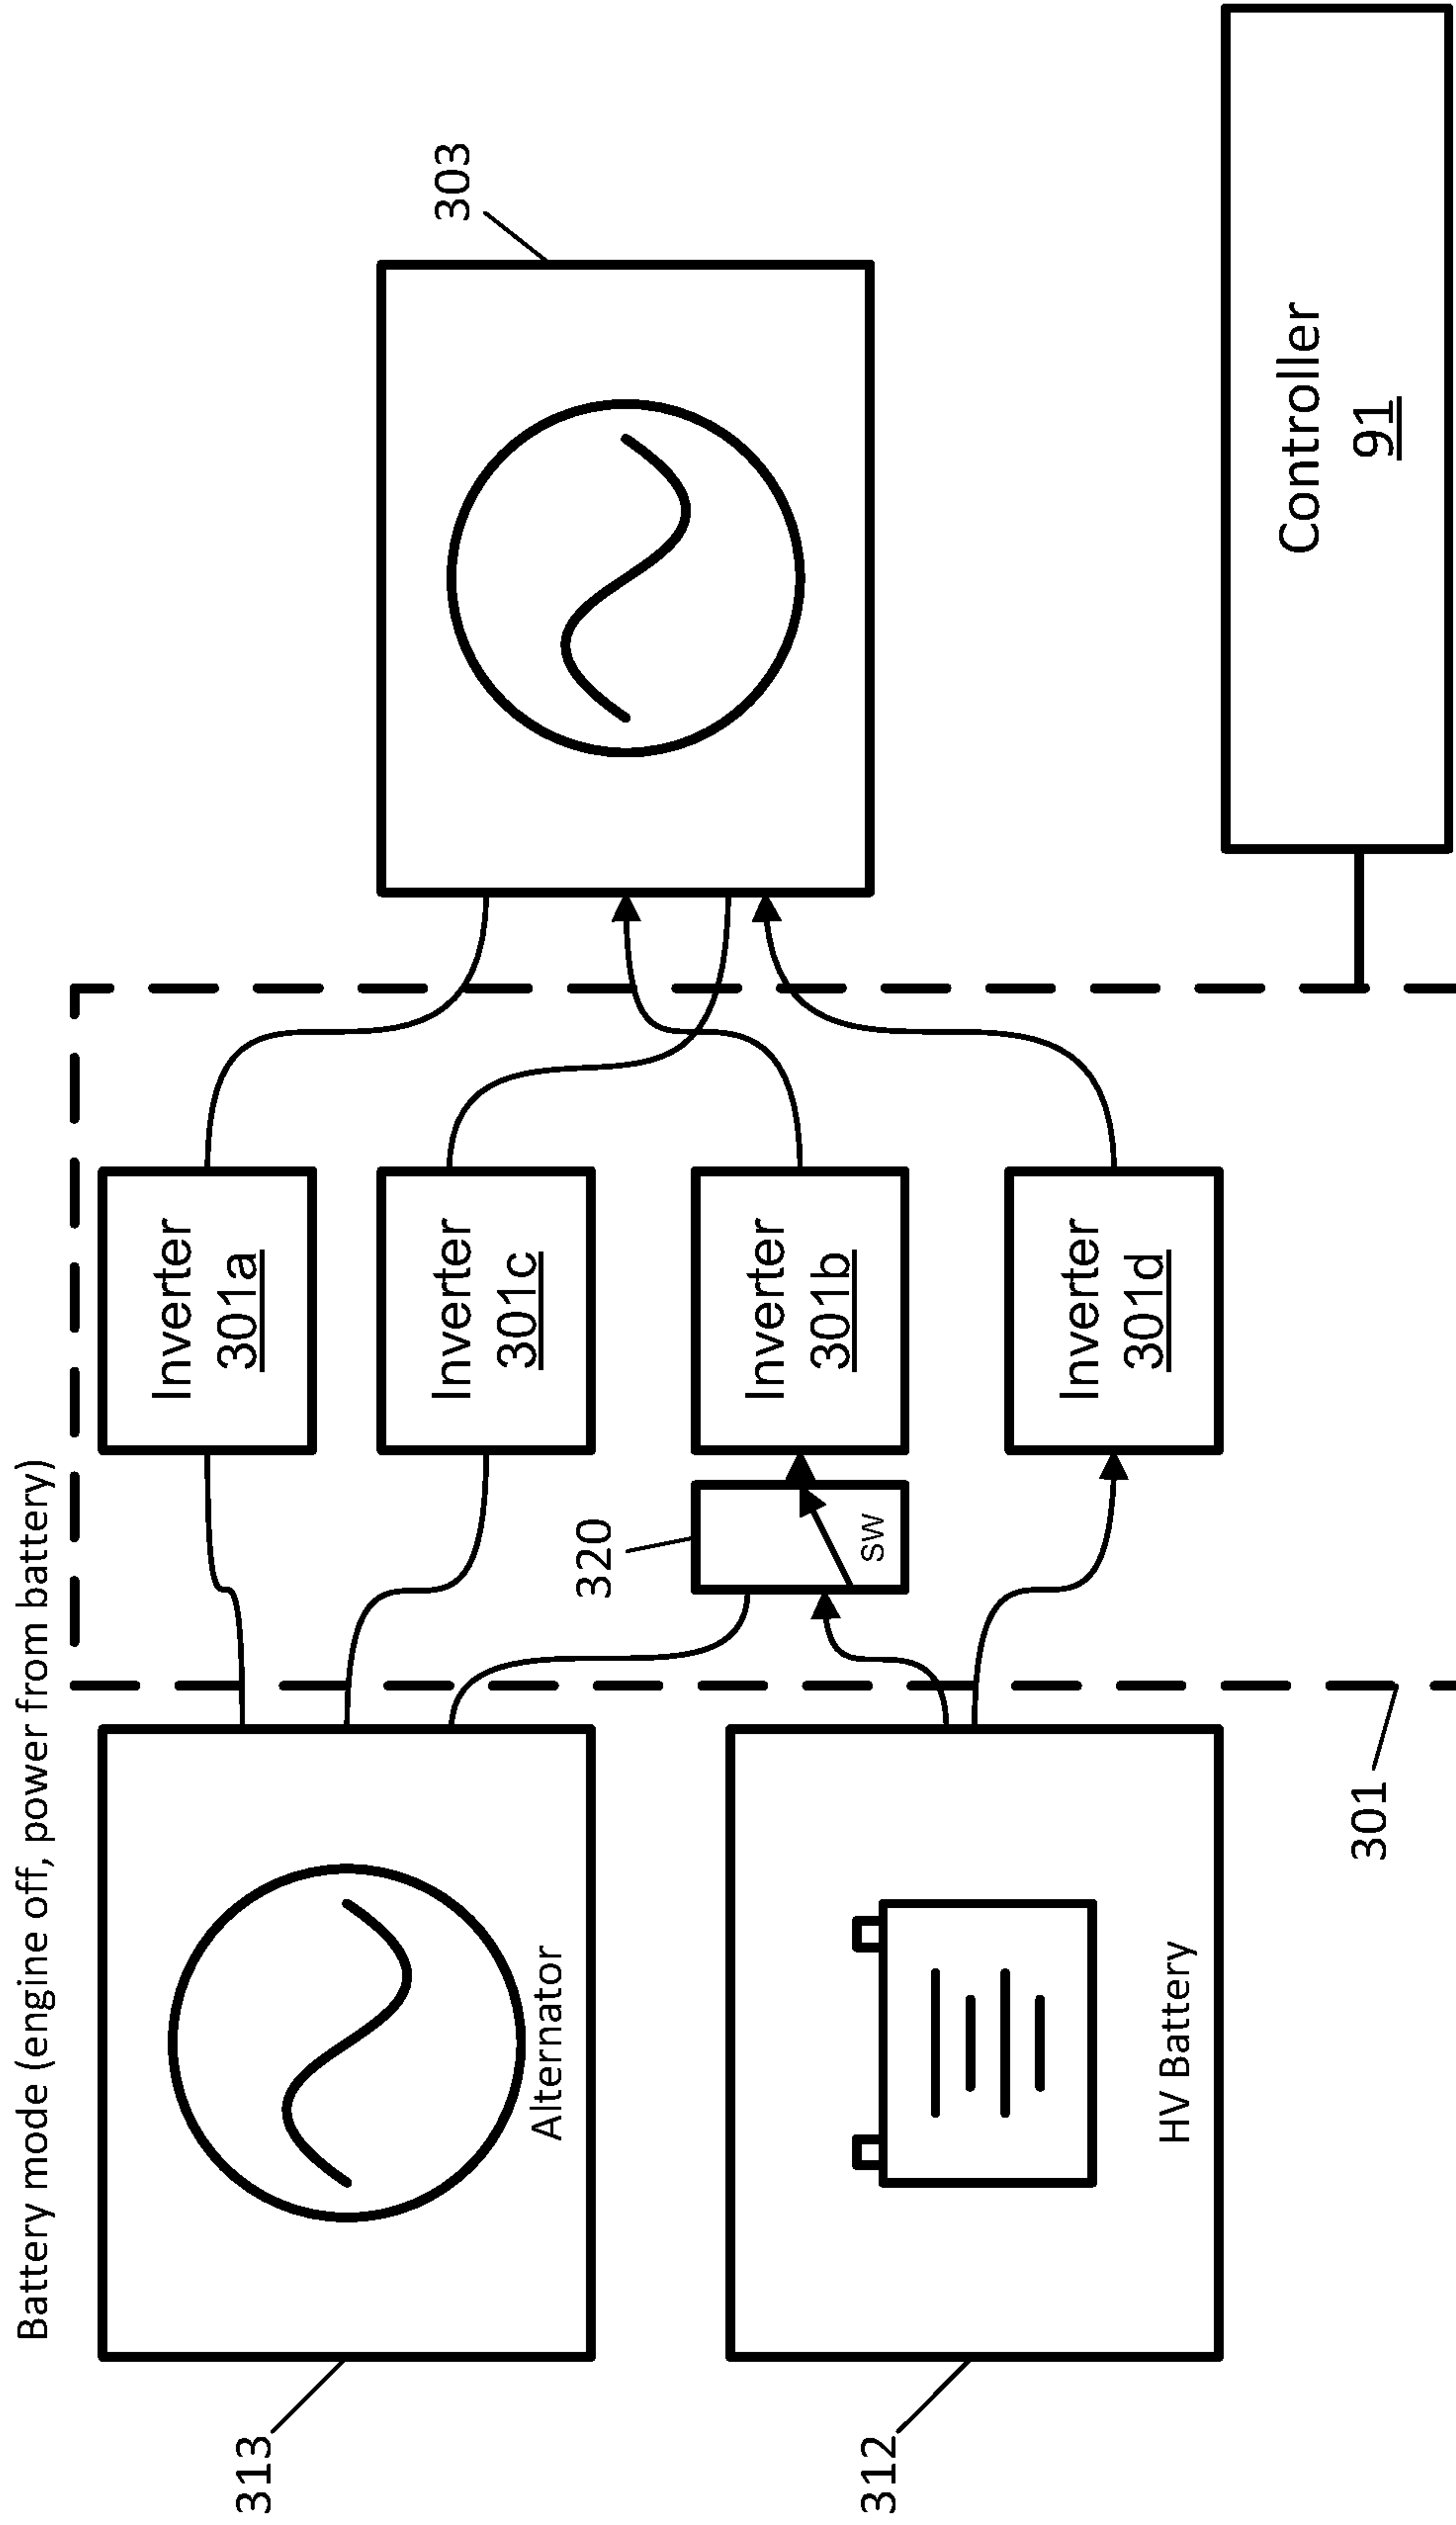 Battery mode (engine off, power from battery)
313
Alternator
312
HV Battery
301
320
SW
Inverter
301a
Inverter
301c
Inverter
301b
Inverter
301d
303
Controller
91